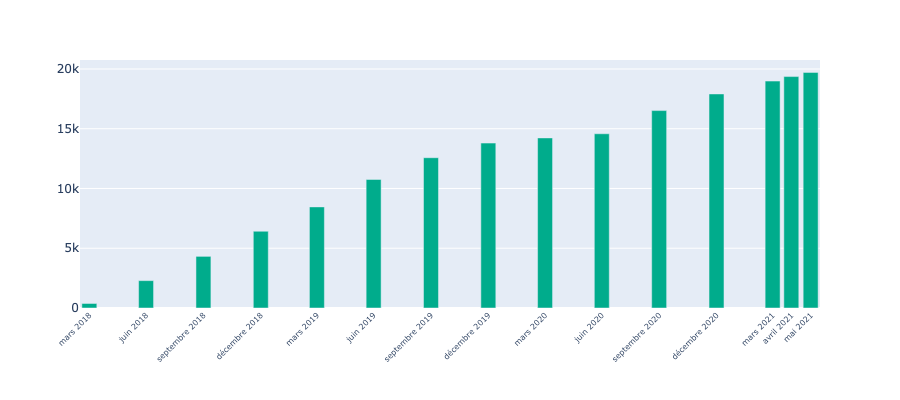 20k
15k
10k
5k
0
mars 2018
juin 2018
septembre 2018
décembre 2018
mars 2019
juin 2019
septembre 2019
décembre 2019
mars 2020
juin 2020
septembre 2020
décembre 2020
mars 2021
avril 2021
mai 2021